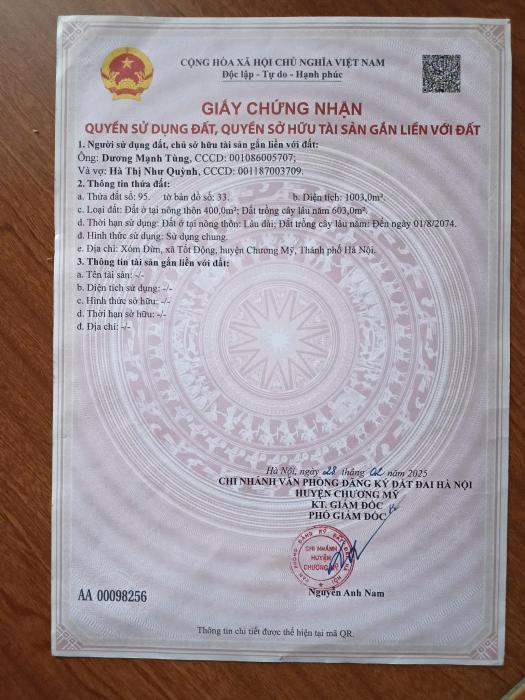 CỘNG HÒA XÃ HỘI CHỦ NGHĨA VIỆT NAM
Độc lập - Tự do - Hạnh phúc
GIẤY CHỨNG NHẬN
QUYỀN SỬ DỤNG ĐẤT, QUYỀN SỞ HỮU TÀI SẢN GẮN LIỀN VỚI ĐẤT
1. Người sử dụng đất, chủ sở hữu tài sản gắn liền với đất:
Ông: Dương Mạnh Tùng, CCCD: 001086005707;
Và vợ: Hà Thị Như Quỳnh, CCCD: 001187003709.
2. Thông tin thửa đất:
a. Thửa đất số: 95. tờ bản đồ số: 33. b. Diện tích: 1003,0m²;
c. Loại đất: Đất ở tại nông thôn 400,0m²; Đất trồng cây lâu năm 603,0m²;
d. Thời hạn sử dụng: Đất ở tại nông thôn: Lâu dài; Đất trồng cây lâu năm: Đến ngày 01/8/2074.
đ. Hình thức sử dụng: Sử dụng chung.
e. Địa chỉ: Xóm Đừn, xã Tốt Động, huyện Chương Mỹ, Thành phố Hà Nội.
3. Thông tin tài sản gắn liền với đất:
a. Tên tài sản: -/-
b. Diện tích sử dụng: -/-
c. Hình thức sở hữu: -/-
d. Thời hạn sở hữu: -/-
đ. Địa chỉ: -/-
Hà Nội, ngày 28 tháng 02 năm 2025
CHI NHÁNH VĂN PHÒNG ĐĂNG KÝ ĐẤT ĐAI HÀ NỘI
HUYỆN CHƯƠNG MỸ
KT. GIÁM ĐỐC
PHÓ GIÁM ĐỐC
CHI NHÁNH
HUYỆN
CHƯƠNG MỸ
Nguyễn Anh Nam
AA 00098256
Thông tin chi tiết được thể hiện tại mã QR.